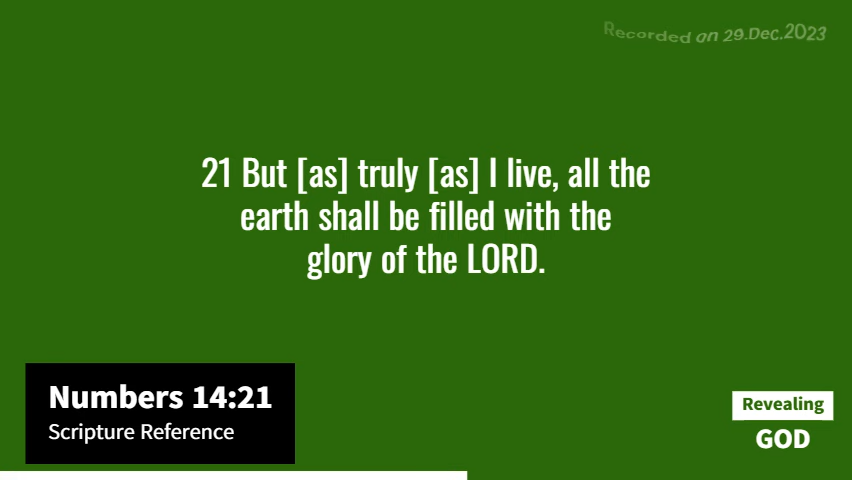 Recorded on 29.Dec.2023
21 But [as] truly [as] I live, all the
earth shall be filled with the
glory of the LORD.
Numbers 14:21
Scripture Reference
Revealing
GOD